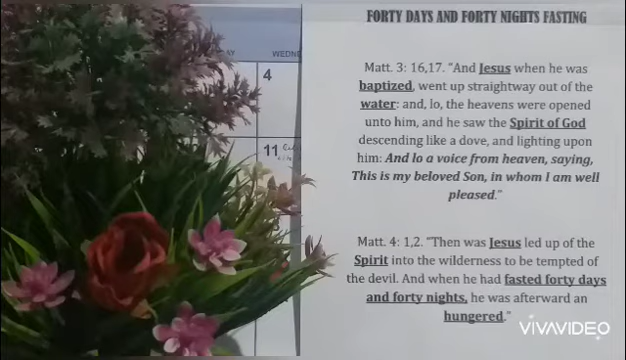 FORTY DAYS AND FORTY NIGHTS FASTING
WEDNE
4
11
Matt. 3: 16,17. "And Jesus when he was
baptized, went up straightway out of the
water: and, lo, the heavens were opened
unto him, and he saw the Spirit of God
descending like a dove, and lighting upon
him: And lo a voice from heaven, saying,
This is my beloved Son, in whom I am well
pleased."
Matt. 4: 1,2. "Then was Jesus led up of the
Spirit into the wilderness to be tempted of
the devil. And when he had fasted forty days
and forty nights, he was afterward an
hungered."
VIVAVIDEO